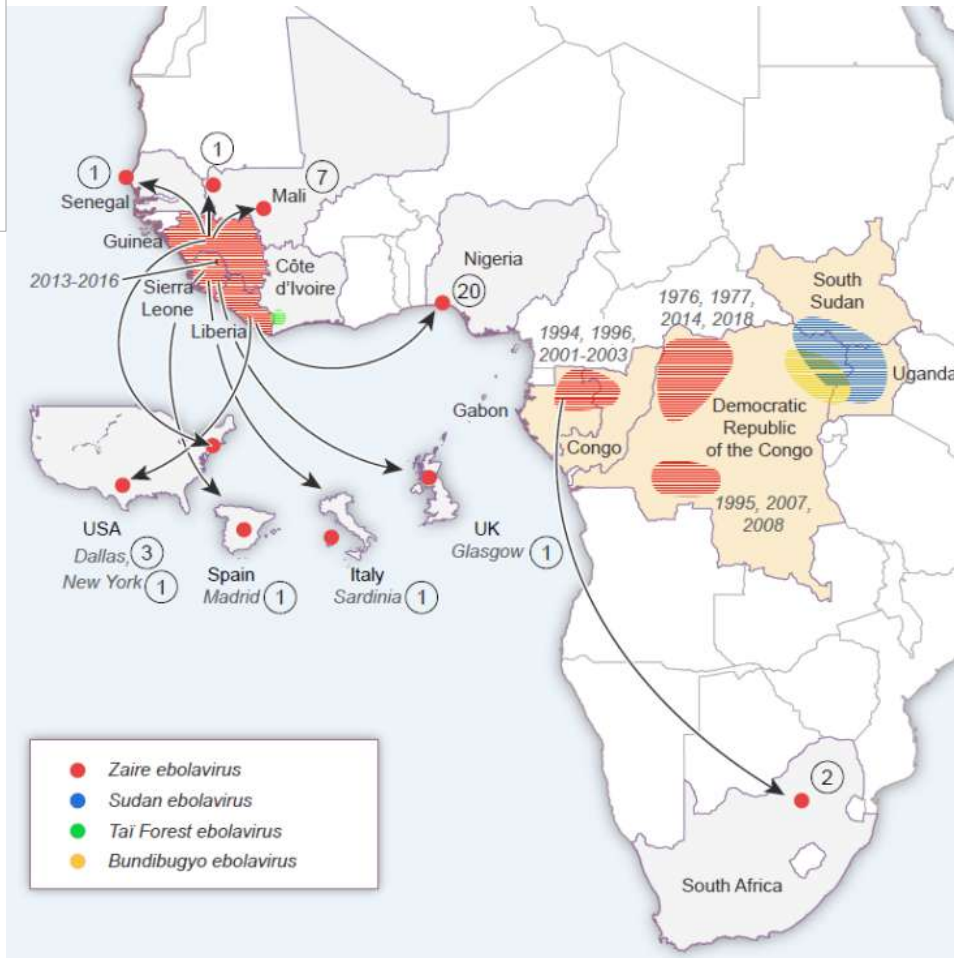 1
1
Mali
7
Senegal
Guinea
2013-2016
Sierra
Leone
Liberia
Côte
d'Ivoire
Nigeria
20
1994, 1996,
2001-2003
1976, 1977,
2014, 2018
South
Sudan
Uganda
Gabon
Congo
Democratic
Republic
of the Congo
1995, 2007,
2008
USA
Dallas, 3
New York 1
Spain
Madrid 1
Italy
Sardinia 1
UK
Glasgow 1
2
South Africa
Zaire ebolavirus
Sudan ebolavirus
Taï Forest ebolavirus
Bundibugyo ebolavirus